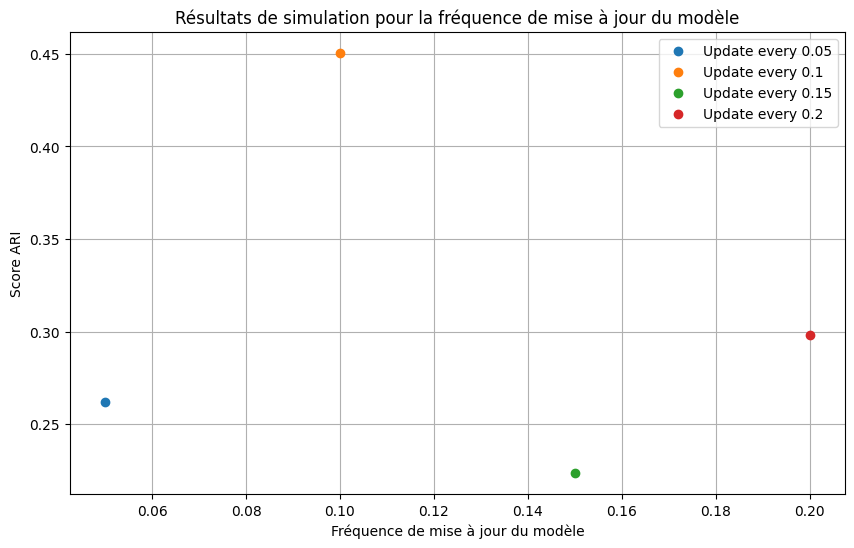 Résultats de simulation pour la fréquence de mise à jour du modèle
Update every 0.05
Update every 0.1
Update every 0.15
Update every 0.2
Score ARI
0.45
0.40
0.35
0.30
0.25
0.06 0.08 0.10 0.12 0.14 0.16 0.18 0.20
Fréquence de mise à jour du modèle